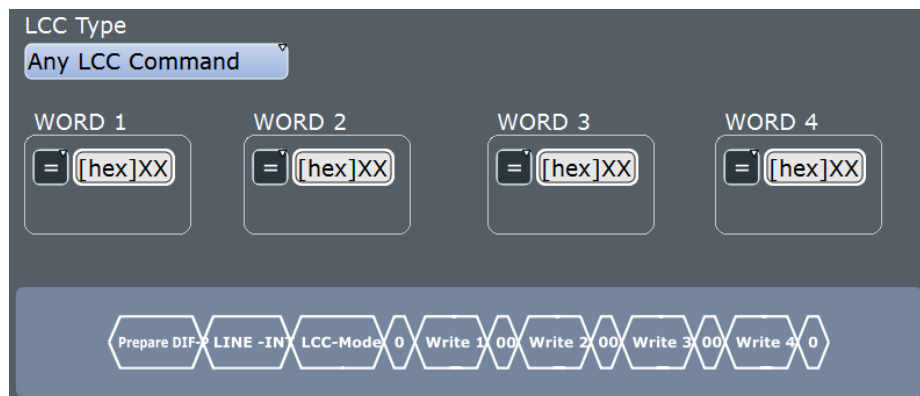 LCC Type
Any LCC Command
WORD 1 WORD 2 WORD 3 WORD 4
= [hex]XX = [hex]XX = [hex]XX = [hex]XX
Prepare DIF-P LINE -INT LCC-Mode 0 Write 1 00 Write 2 00 Write 3 00 Write 4 0